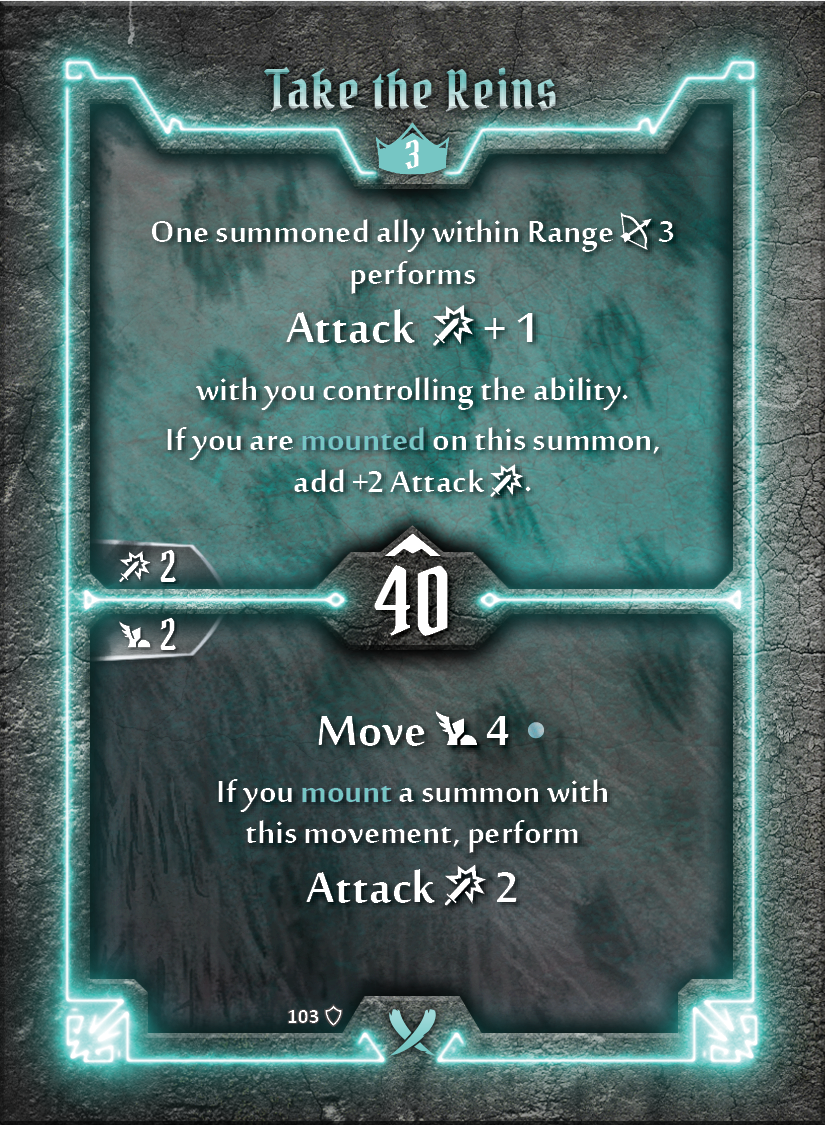 Take the Reins
3
One summoned ally within Range 3
performs
Attack + 1
with you controlling the ability.
If you are mounted on this summon,
add +2 Attack .
2
40
2
Move 4
If you mount a summon with
this movement, perform
Attack 2
103